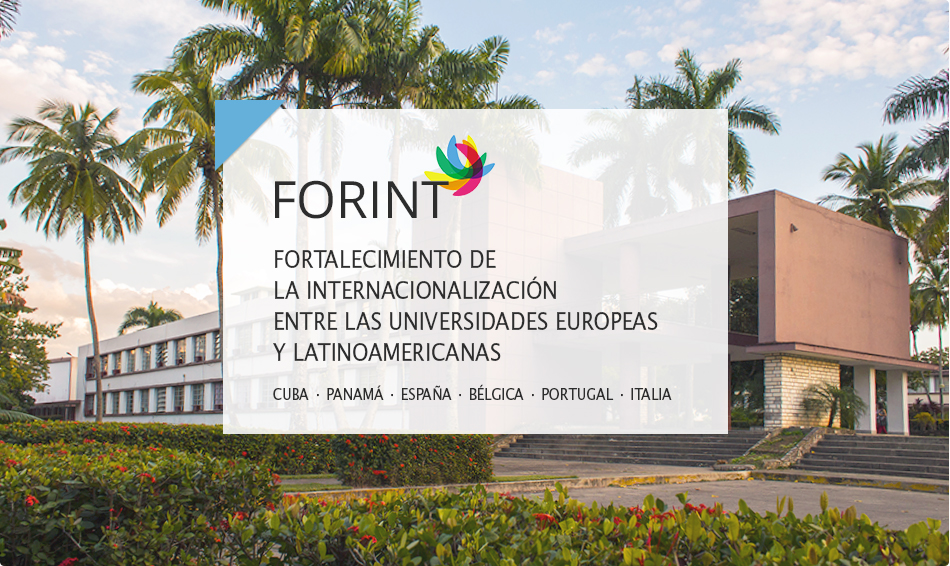 FORINT
FORTALECIMIENTO DE
LA INTERNACIONALIZACIÓN
ENTRE LAS UNIVERSIDADES EUROPEAS
Y LATINOAMERICANAS
CUBA · PANAMÁ · ESPAÑA · BÉLGICA · PORTUGAL · ITALIA